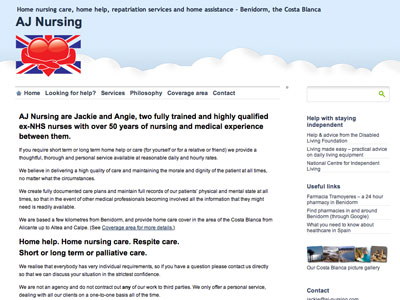 Home nursing care, home help, repatriation services and home assistance - Benidorm, the Costa Blanca
AJ Nursing
Home
Looking for help?
Services
Philosophy
Coverage area
Contact
AJ Nursing are Jackie and Angie, two fully trained and highly qualified
ex-NHS nurses with over 50 years of nursing and medical experience
between them.
If you require short term or long term home help or care (for yourself or for a relative or friend) we provide a
thoughtful, thorough and personal service available at reasonable daily and hourly rates.
We believe in delivering a high quality of care and maintaining the morale and dignity of the patient at all times,
no matter what the circumstances.
We create fully documented care plans and maintain full records of our patients' physical and mental state at all
times, so that in the event of other medical professionals becoming involved all the information that they might
need is readily available.
We are based a few kilometres from Benidorm, and provide home care cover in the area of the Costa Blanca from
Alicante up to Altea and Calpe. (See Coverage area for more details.)
Home help. Home nursing care. Respite care.
Short or long term or palliative care.
We realise that everybody has very individual requirements, so if you have a question please contact us directly
so that we can discuss your situation in the strictest of confidence.
We are not an agency and do not contract out any of our work to third parties. We only offer a personal service,
dealing with all our clients on a one-to-one basis all of the time.
Help with staying
independent
Help & advice from the Disabled
Living Foundation
Living made easy – practical advice
on daily living equipment
National Centre for Independent
Living
Useful links
Farmacia Tramoyeres - a 24 hour
pharmacy in Benidorm
Find pharmacies in and around
Benidorm (through Google)
What you need to know about
healthcare in Spain
Our Costa Blanca picture gallery
Contact
jackie@aj-nursing.com